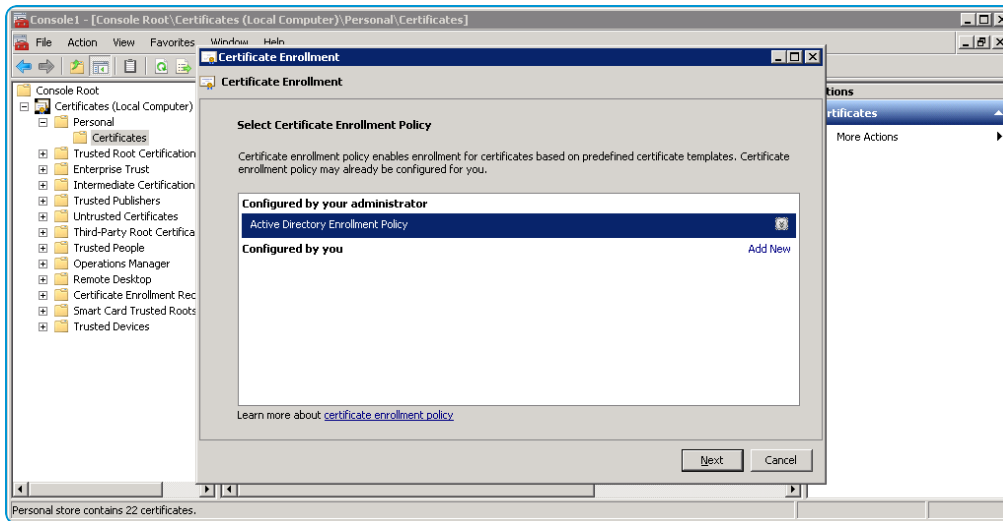 Console1 - [Console Root\Certificates (Local Computer)\Personal\Certificates]
File Action View Favorites Window Help
Console Root
Certificates (Local Computer)
Personal
Certificates
Trusted Root Certification
Enterprise Trust
Intermediate Certification
Trusted Publishers
Untrusted Certificates
Third-Party Root Certifica
Trusted People
Operations Manager
Remote Desktop
Certificate Enrollment Rec
Smart Card Trusted Roots
Trusted Devices
Certificate Enrollment
Certificate Enrollment
Select Certificate Enrollment Policy
Certificate enrollment policy enables enrollment for certificates based on predefined certificate templates. Certificate
enrollment policy may already be configured for you.
Configured by your administrator
Active Directory Enrollment Policy
Configured by you Add New
Learn more about certificate enrollment policy
Next Cancel
tions
rtificates
More Actions
Personal store contains 22 certificates.